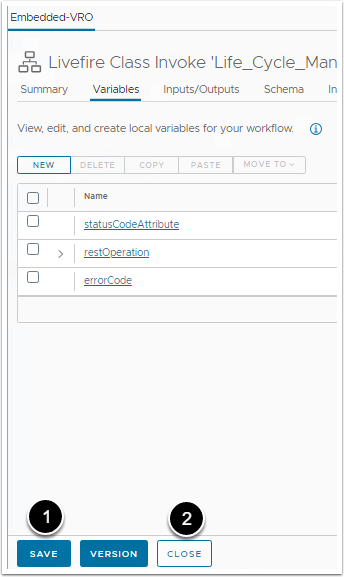 Embedded-VRO
Livefire Class Invoke 'Life_Cycle_Man
Summary Variables Inputs/Outputs Schema In
View, edit, and create local variables for your workflow.
NEW DELETE COPY PASTE MOVE TO
Name
statusCodeAttribute
restOperation
errorCode
1 2
SAVE VERSION CLOSE